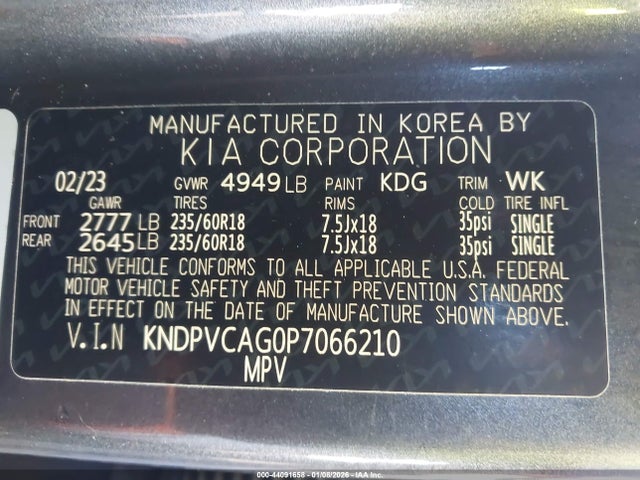 MANUFACTURED IN KOREA BY
KIA CORPORATION
02/23 GVWR 4949 LB PAINT KDG TRIM WK
GAWR TIRES RIMS COLD TIRE INFL
FRONT 2777 LB 235/60R18 7.5Jx18 35psi SINGLE
REAR 2645 LB 235/60R18 7.5Jx18 35psi SINGLE
THIS VEHICLE CONFORMS TO ALL APPLICABLE U.S.A. FEDERAL
MOTOR VEHICLE SAFETY AND THEFT PREVENTION STANDARDS
IN EFFECT ON THE DATE OF MANUFACTURE SHOWN ABOVE.
V.I.N KNDPVCAG0P7066210
MPV
000-44091658 - 01/08/2026 - IAA, Inc.